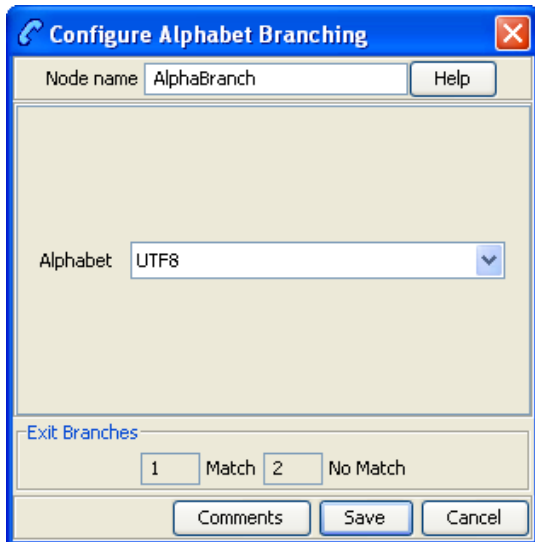 Configure Alphabet Branching
Node name AlphaBranch Help
Alphabet UTF8
Exit Branches
1 Match 2 No Match
Comments Save Cancel